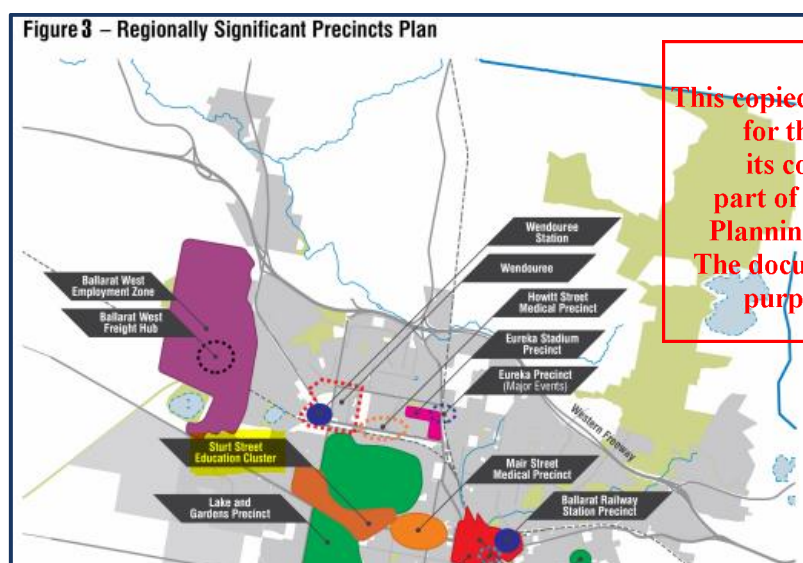 Figure 3 – Regionally Significant Precincts Plan
This copied
for th
its co
part of
Plannin
The docu
purp
Wendouree
Station
Wendouree
Ballarat West
Employment Zone
Howitt Street
Medical Precinct
Ballarat West
Freight Hub
Eureka Stadium
Precinct
Eureka Precinct
(Major Events)
Western Freeway
Sturt Street
Education Cluster
Mair Street
Medical Precinct
Lake and
Gardens Precinct
Ballarat Railway
Station Precinct